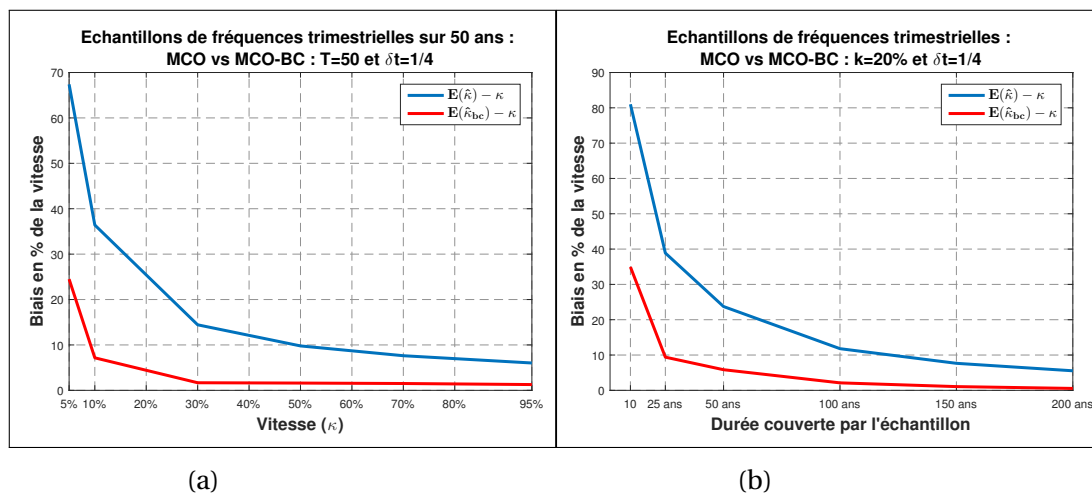 Echantillons de fréquences trimestrielles sur 50 ans :
MCO vs MCO-BC : T=50 et δt=1/4
70
60
50
40
30
20
10
0
Biais en % de la vitesse
E(κ̂) − κ
E(κ̂bc) − κ
5% 10% 20% 30% 40% 50% 60% 70% 80% 95%
Vitesse (κ)
(a)
Echantillons de fréquences trimestrielles :
MCO vs MCO-BC : k=20% et δt=1/4
90
80
70
60
50
40
30
20
10
0
Biais en % de la vitesse
E(κ̂) − κ
E(κ̂bc) − κ
10 25 ans 50 ans 100 ans 150 ans 200 ans
Durée couverte par l'échantillon
(b)